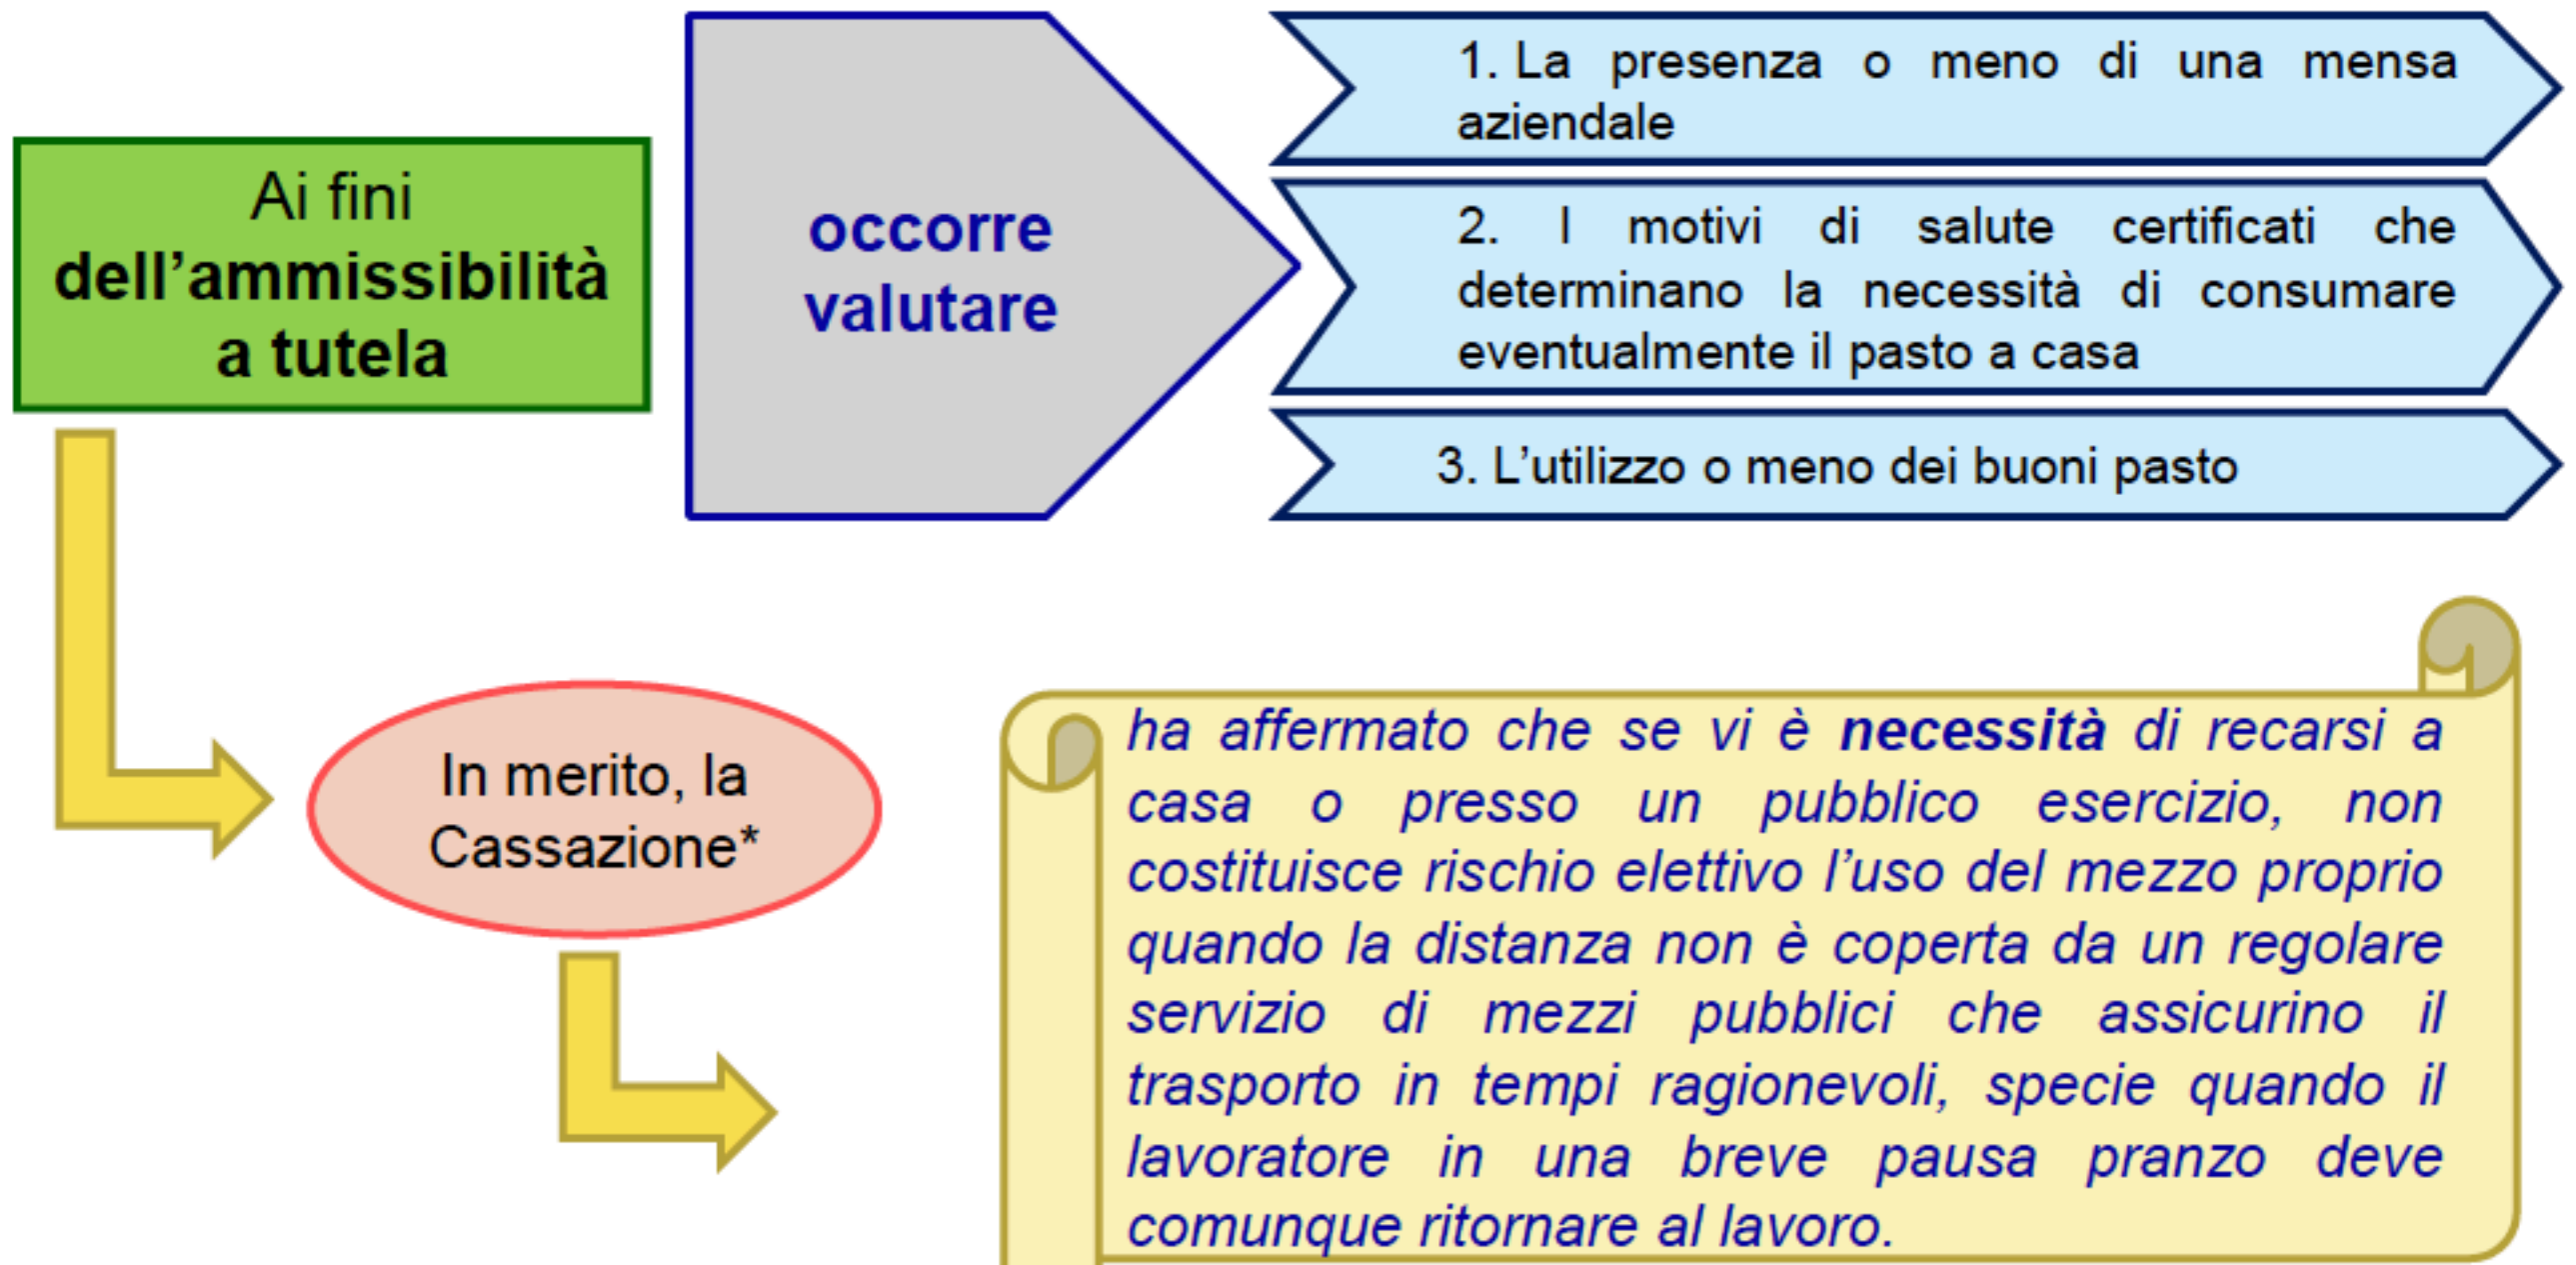 Ai fini
dell’ammissibilità
a tutela
occorre
valutare
1. La presenza o meno di una mensa
aziendale
2. I motivi di salute certificati che
determinano la necessità di consumare
eventualmente il pasto a casa
3. L’utilizzo o meno dei buoni pasto
In merito, la
Cassazione*
ha affermato che se vi è necessità di recarsi a
casa o presso un pubblico esercizio, non
costituisce rischio elettivo l’uso del mezzo proprio
quando la distanza non è coperta da un regolare
servizio di mezzi pubblici che assicurino il
trasporto in tempi ragionevoli, specie quando il
lavoratore in una breve pausa pranzo deve
comunque ritornare al lavoro.